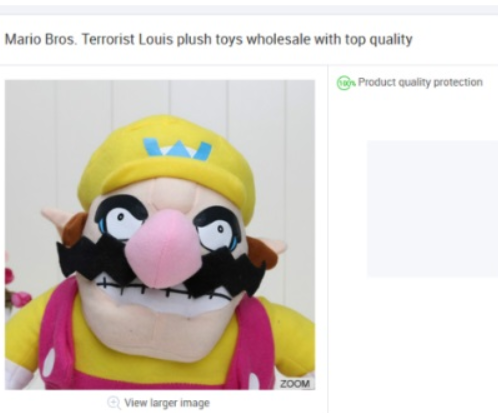 Mario Bros. Terrorist Louis plush toys wholesale with top quality
100% Product quality protection
W
ZOOM
View larger image